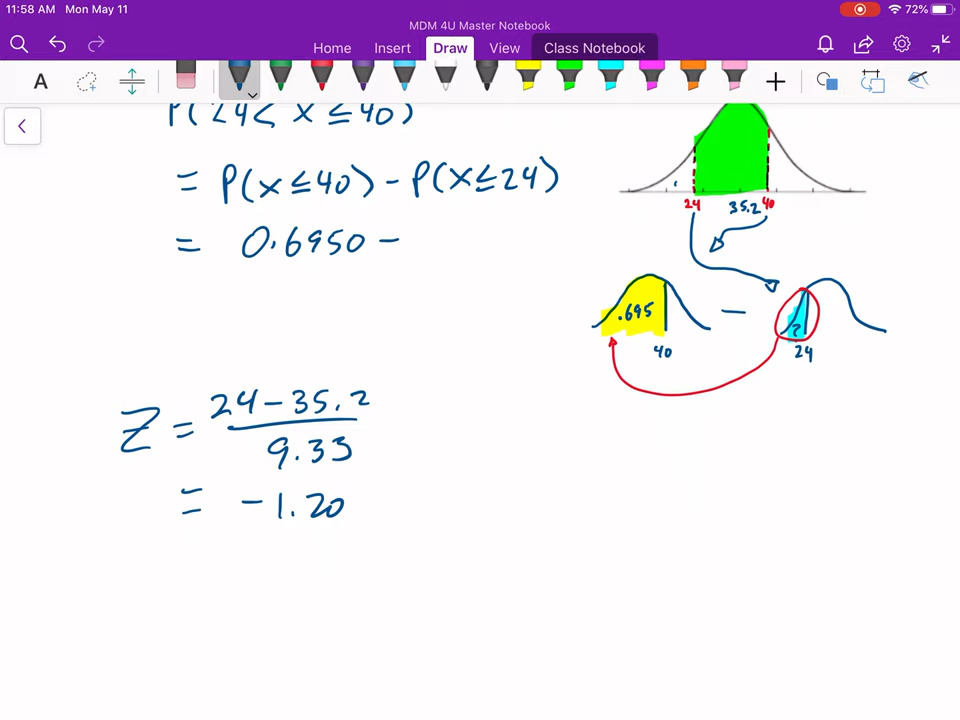 11:58 AM Mon May 11
72%
MDM 4U Master Notebook
Home Insert Draw View Class Notebook
A
P(24< x ≤40)
= P(x≤40) - P(x≤24)
= 0.6950 -
24 35.2 40
.695 - ?
40 24
Z = 24-35.2
9.33
= -1.20